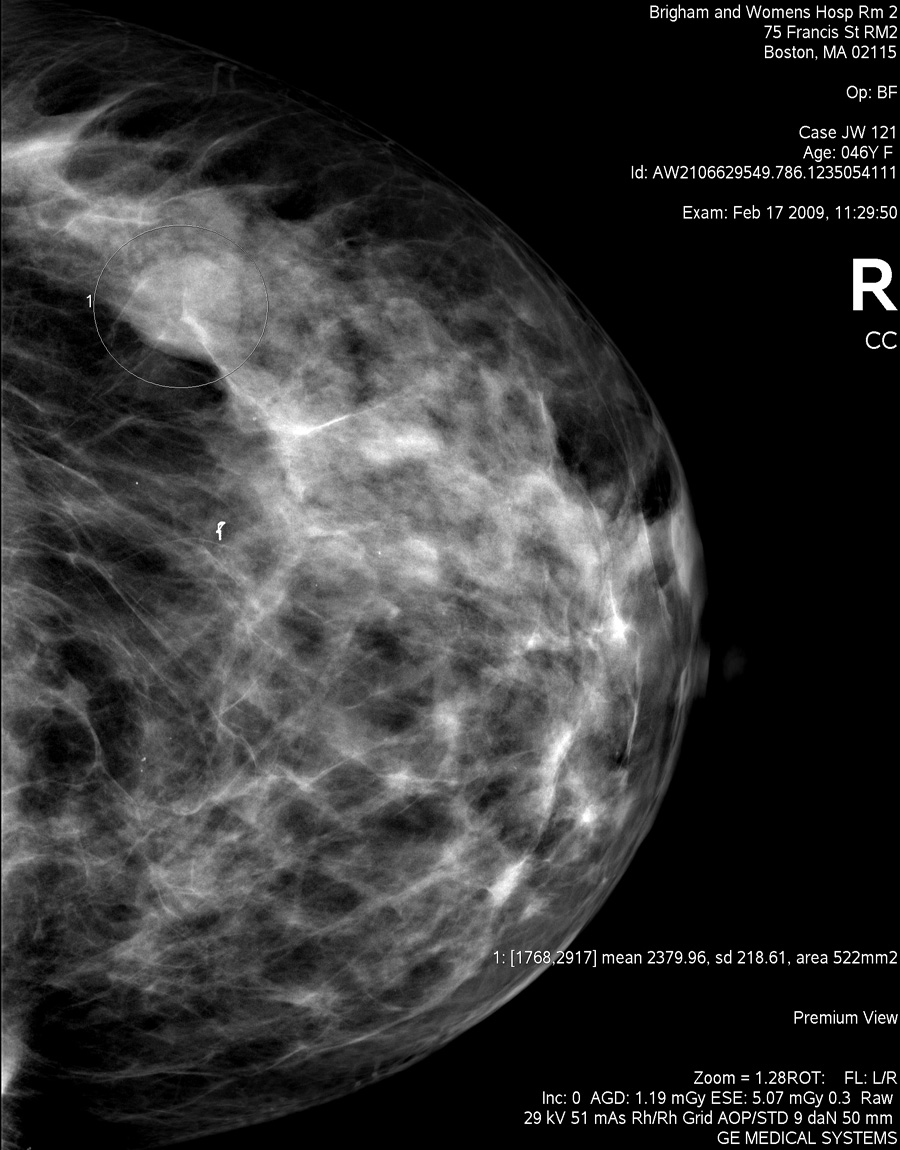 Brigham and Womens Hosp Rm 2
75 Francis St RM2
Boston, MA 02115
Op: BF
Case JW 121
Age: 046Y F
Id: AW2106629549.786.1235054111
Exam: Feb 17 2009, 11:29:50
R
CC
1
1: [1768,2917] mean 2379.96, sd 218.61, area 522mm2
Premium View
Zoom = 1.28ROT: FL: L/R
Inc: 0 AGD: 1.19 mGy ESE: 5.07 mGy 0.3 Raw
29 kV 51 mAs Rh/Rh Grid AOP/STD 9 daN 50 mm
GE MEDICAL SYSTEMS